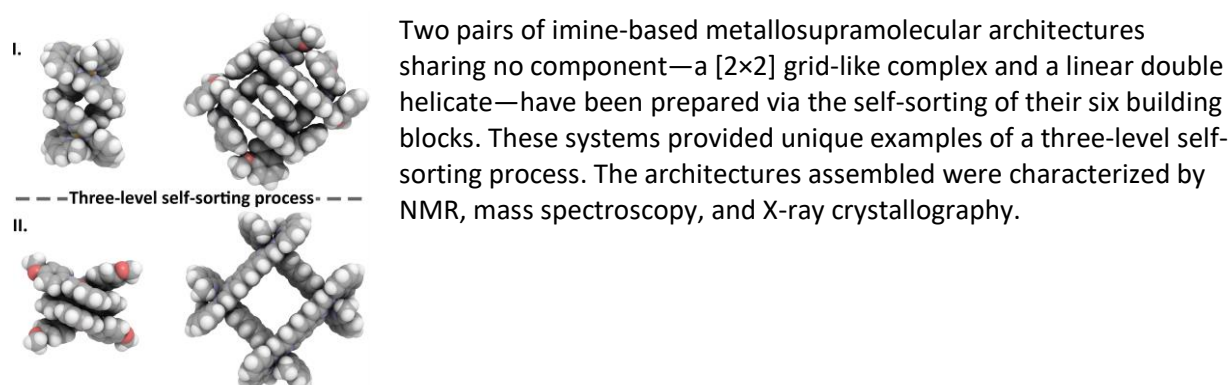 I.
Three-level self-sorting process
II.
Two pairs of imine-based metallosupramolecular architectures
sharing no component—a [2×2] grid-like complex and a linear double
helicate—have been prepared via the self-sorting of their six building
blocks. These systems provided unique examples of a three-level self-
sorting process. The architectures assembled were characterized by
NMR, mass spectroscopy, and X-ray crystallography.